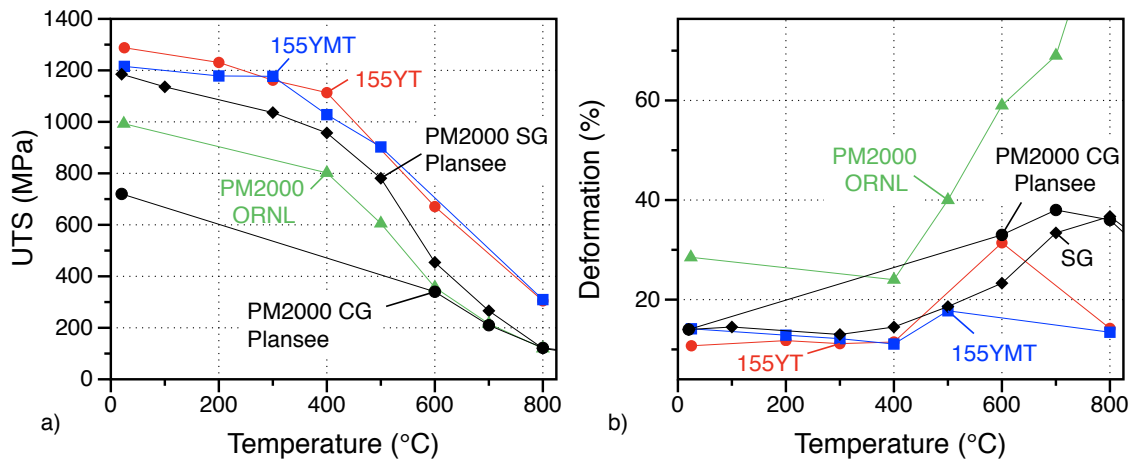 1400
1200
1000
800
600
400
200
0
UTS (MPa)
155YMT
155YT
PM2000 SG
Plansee
PM2000
ORNL
PM2000 CG
Plansee
0
200
400
600
800
a)
Temperature (°C)
60
40
20
Deformation (%)
PM2000
ORNL
PM2000 CG
Plansee
SG
155YT
155YMT
0
200
400
600
800
b)
Temperature (°C)